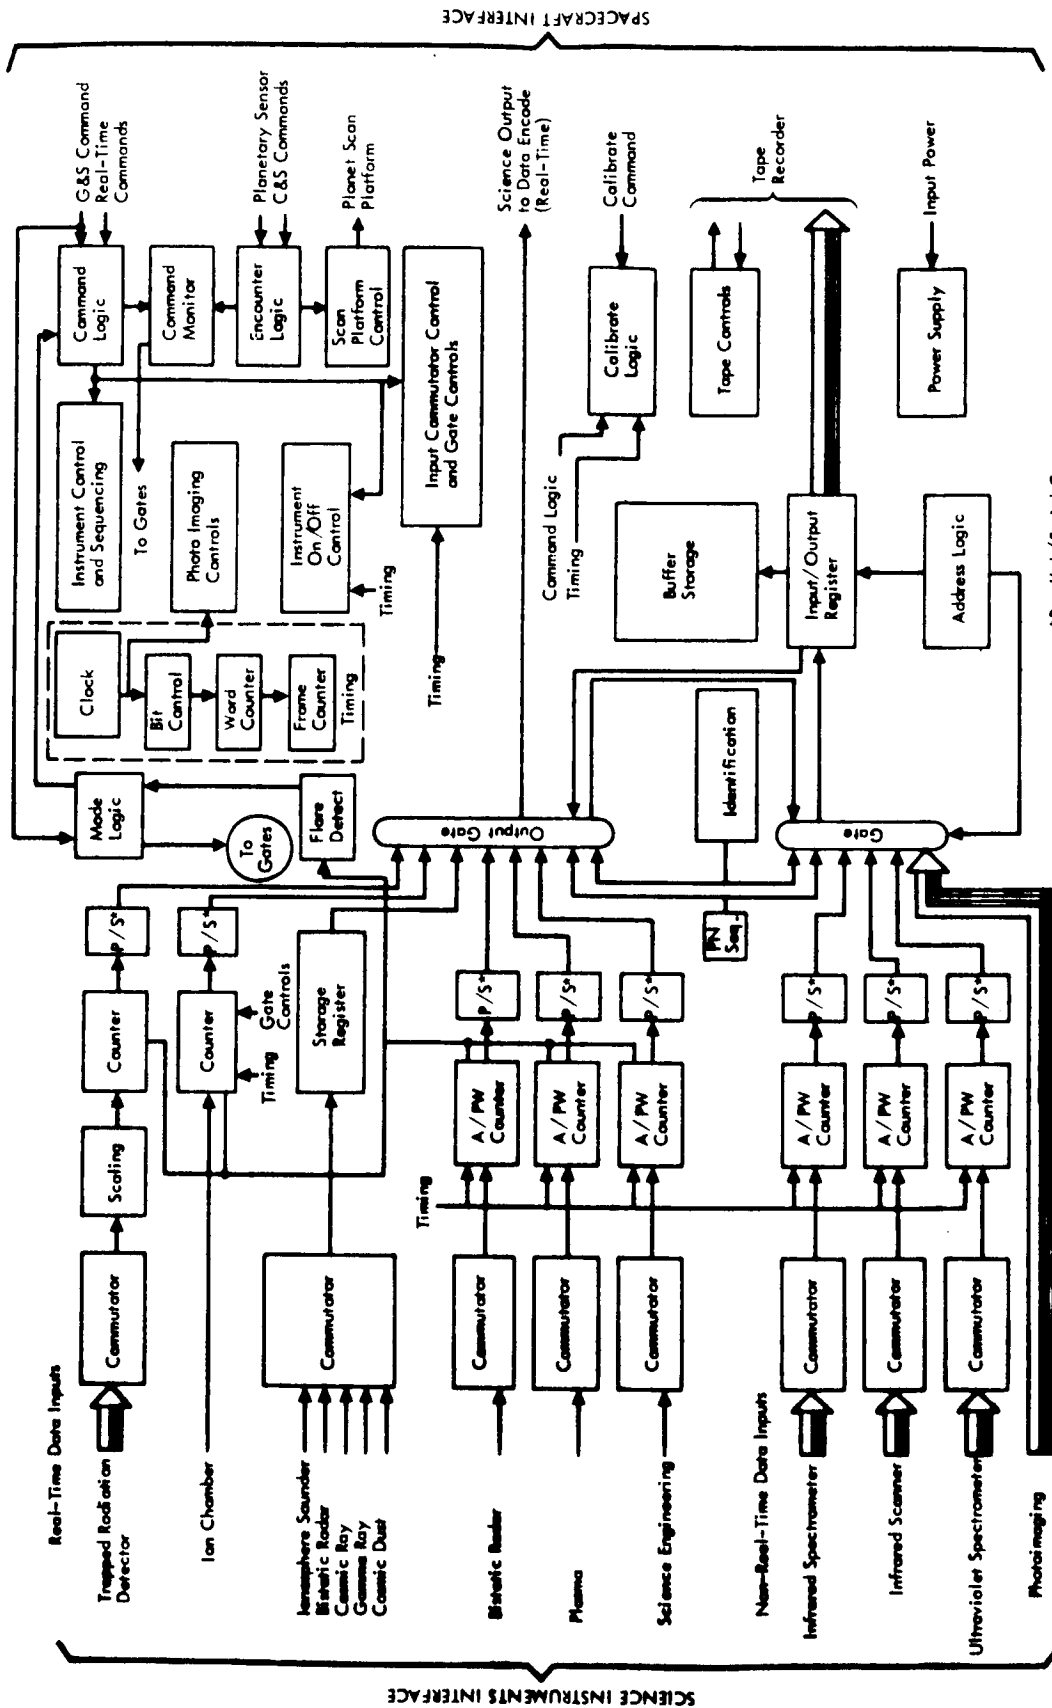 SCIENCE INSTRUMENTS INTERFACE
Real-Time Data Inputs
Trapped Radiation
Detector
Ion Chamber
Ionosphere Sounder
Bistatic Radar
Cosmic Ray
Gamma Ray
Cosmic Dust
Bistatic Radar
Plasma
Science Engineering
Non-Real-Time Data Inputs
Infrared Spectrometer
Infrared Scanner
Ultraviolet Spectrometer
Photoimaging
Commutator
Scaling
Counter
P/S*
Counter
P/S*
Timing
Gate
Controls
Commutator
Storage
Register
Timing
Commutator
A/PW
Counter
P/S*
Commutator
A/PW
Counter
P/S*
Commutator
A/PW
Counter
P/S*
Commutator
A/PW
Counter
P/S*
Commutator
A/PW
Counter
P/S*
Commutator
A/PW
Counter
P/S*
PN
Seq.
Mode
Logic
To
Gates
Flare
Detect
Output Gate
Identification
Gate
Clock
Bit
Control
Word
Counter
Frame
Counter
Timing
Instrument Control
and Sequencing
To Gates
Photo Imaging
Controls
Instrument
On/Off
Control
Timing
Timing
Input Commutator Control
and Gate Controls
Command
Logic
Command
Monitor
Encounter
Logic
Scan
Platform
Control
G&S Command
Real-Time
Commands
Planetary Sensor
C&S Commands
Planet Scan
Platform
Science Output
to Data Encode
(Real-Time)
Command Logic
Timing
Calibrate
Logic
Calibrate
Command
Buffer
Storage
Input/Output
Register
Address Logic
Tape Controls
Tape
Recorder
Power Supply
Input Power
SPACECRAFT INTERFACE